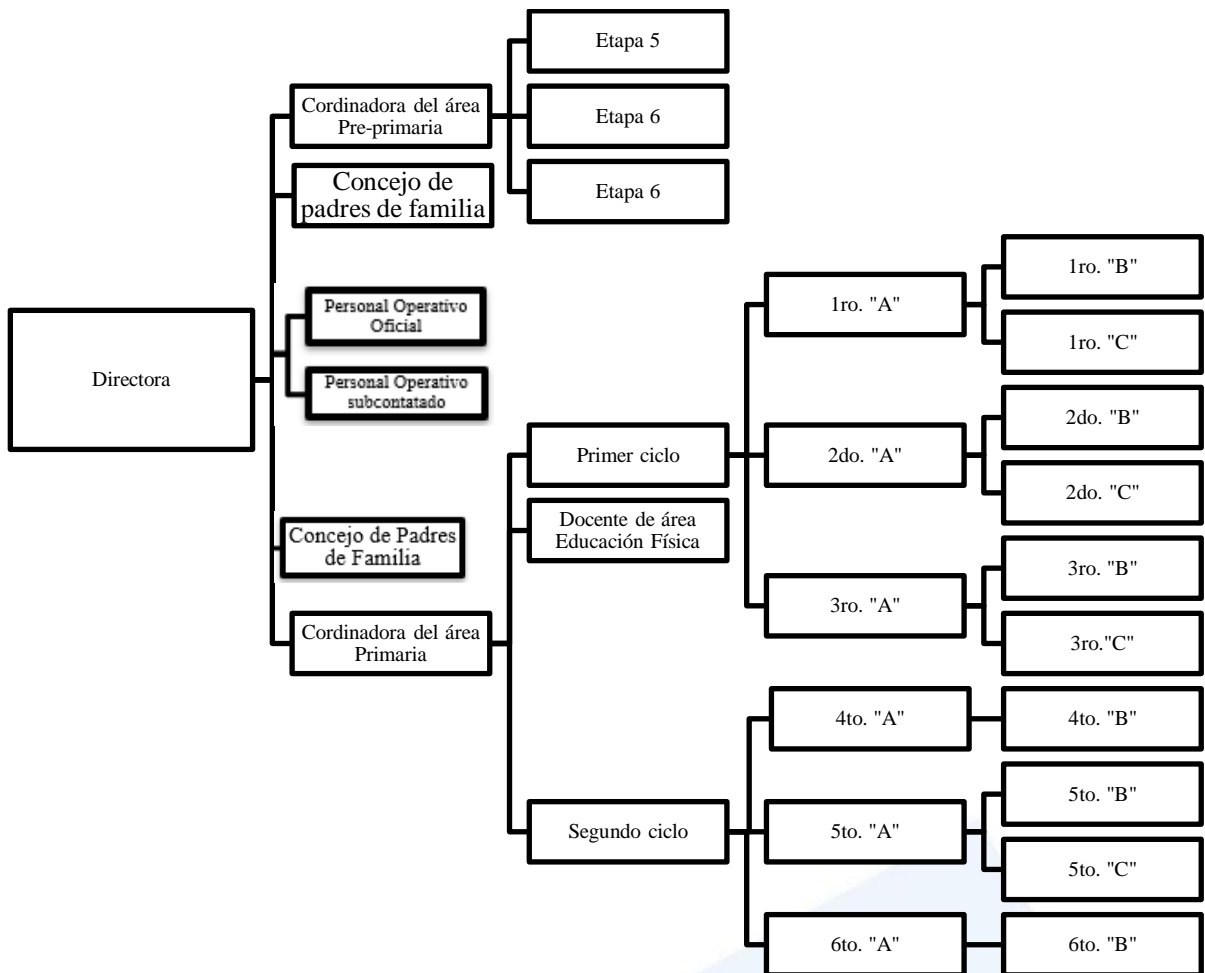 Etapa 5
Cordinadora del área
Pre-primaria
Etapa 6
Etapa 6
Concejo de
padres de familia
Directora
Personal Operativo
Oficial
Personal Operativo
subcontatado
Concejo de Padres
de Familia
Cordinadora del área
Primaria
Primer ciclo
Docente de área
Educación Física
Segundo ciclo
1ro. "A"
1ro. "B"
1ro. "C"
2do. "A"
2do. "B"
2do. "C"
3ro. "A"
3ro. "B"
3ro."C"
4to. "A"
4to. "B"
5to. "A"
5to. "B"
5to. "C"
6to. "A"
6to. "B"